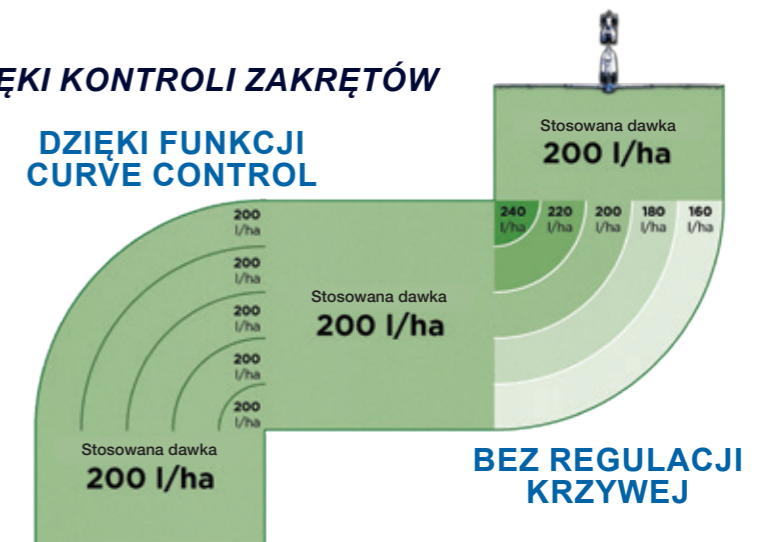 KONTROLI ZAKRĘTÓW
DZIĘKI FUNKCJI
CURVE CONTROL
Stosowana dawka
200 l/ha
200
l/ha
200
l/ha
200
l/ha
200
l/ha
200
l/ha
Stosowana dawka
200 l/ha
240 220 200 180 160
l/ha l/ha l/ha l/ha l/ha
Stosowana dawka
200 l/ha
BEZ REGULACJI
KRZYWEJ